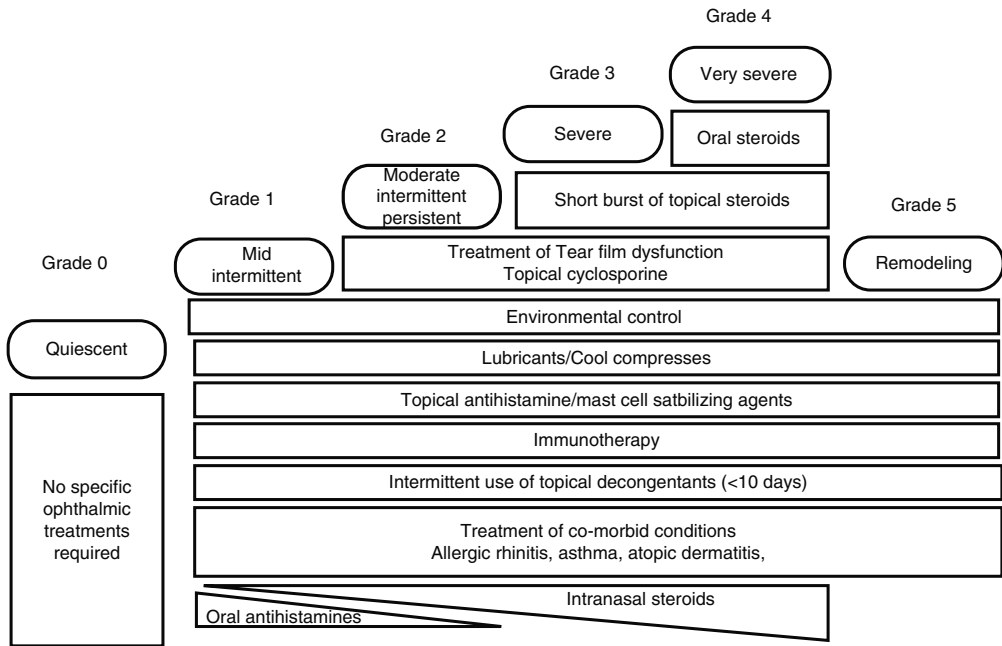 Grade 4
Very severe
Grade 3
Severe
Oral steroids
Grade 2
Moderate
intermittent
persistent
Short burst of topical steroids
Grade 1
Mid
intermittent
Treatment of Tear film dysfunction
Topical cyclosporine
Grade 5
Remodeling
Grade 0
Quiescent
Environmental control
Lubricants/Cool compresses
Topical antihistamine/mast cell satbilizing agents
Immunotherapy
Intermittent use of topical decongentants (<10 days)
No specific
ophthalmic
treatments
required
Treatment of co-morbid conditions
Allergic rhinitis, asthma, atopic dermatitis,
Intranasal steroids
Oral antihistamines